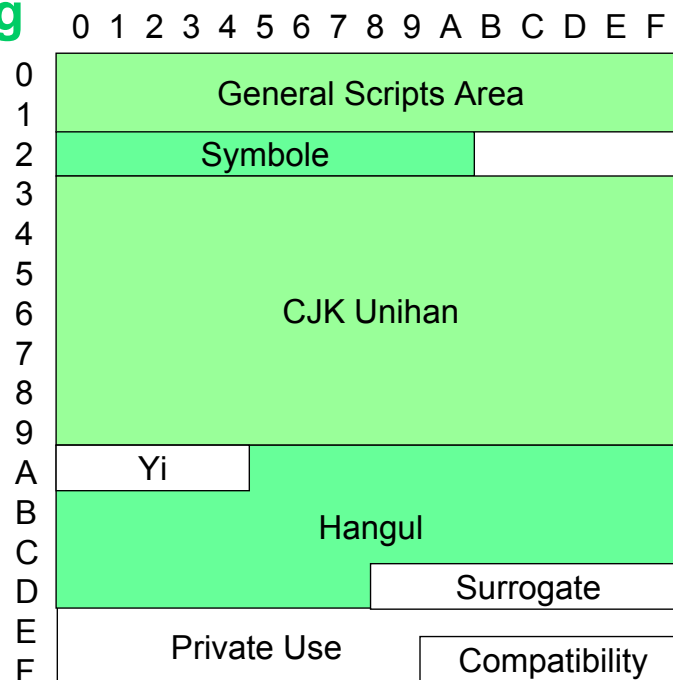 g
0 1 2 3 4 5 6 7 8 9 A B C D E F
0
General Scripts Area
1
2
Symbole
3
4
5
6
CJK Unihan
7
8
9
A
Yi
B
Hangul
C
D
Surrogate
E
Private Use
F
Compatibility